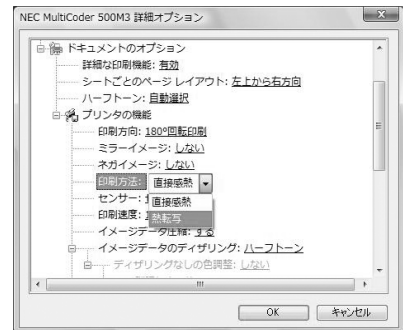 NEC MultiCoder 500M3 詳細オプション
ドキュメントのオプション
詳細な印刷機能: 有効
シートごとのページ レイアウト: 左上から右方向
ハーフトーン: 自動選択
プリンタの機能
印刷方向: 180º回転印刷
ミラーイメージ: しない
ネガイメージ: しない
印刷方法: 直接感熱
センサー:
直接感熱
印刷速度:
熱転写
イメージデータ圧縮: する
イメージデータのディザリング: ハーフトーン
ディザリングなしの色調整: しない
OK
キャンセル